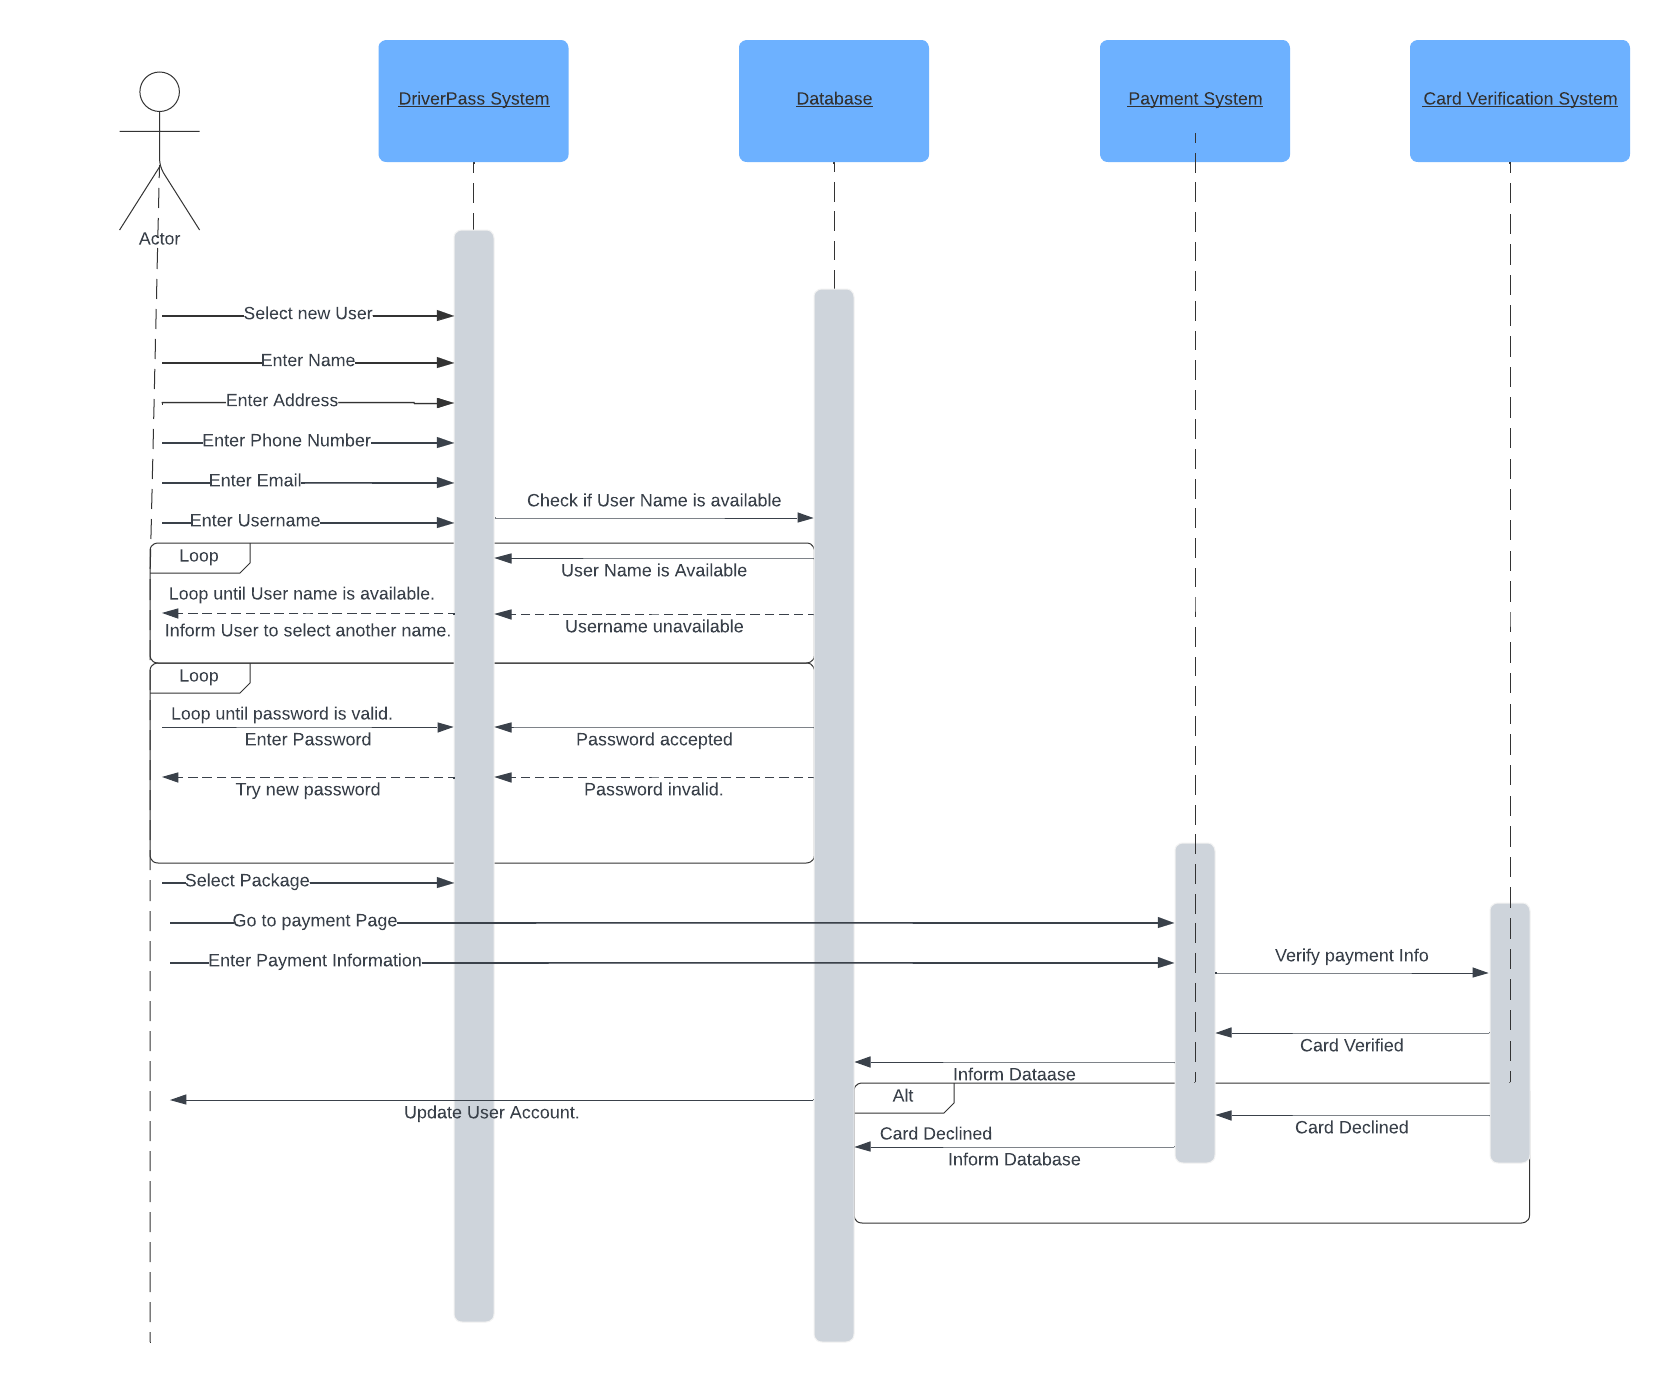 DriverPass System
Database
Payment System
Card Verification System
Actor
Select new User
Enter Name
Enter Address
Enter Phone Number
Enter Email
Check if User Name is available
Enter Username
Loop
User Name is Available
Loop until User name is available.
Inform User to select another name.
Username unavailable
Loop
Loop until password is valid.
Enter Password
Password accepted
Try new password
Password invalid.
Select Package
Go to payment Page
Enter Payment Information
Verify payment Info
Card Verified
Inform Dataase
Alt
Update User Account.
Card Declined
Card Declined
Inform Database